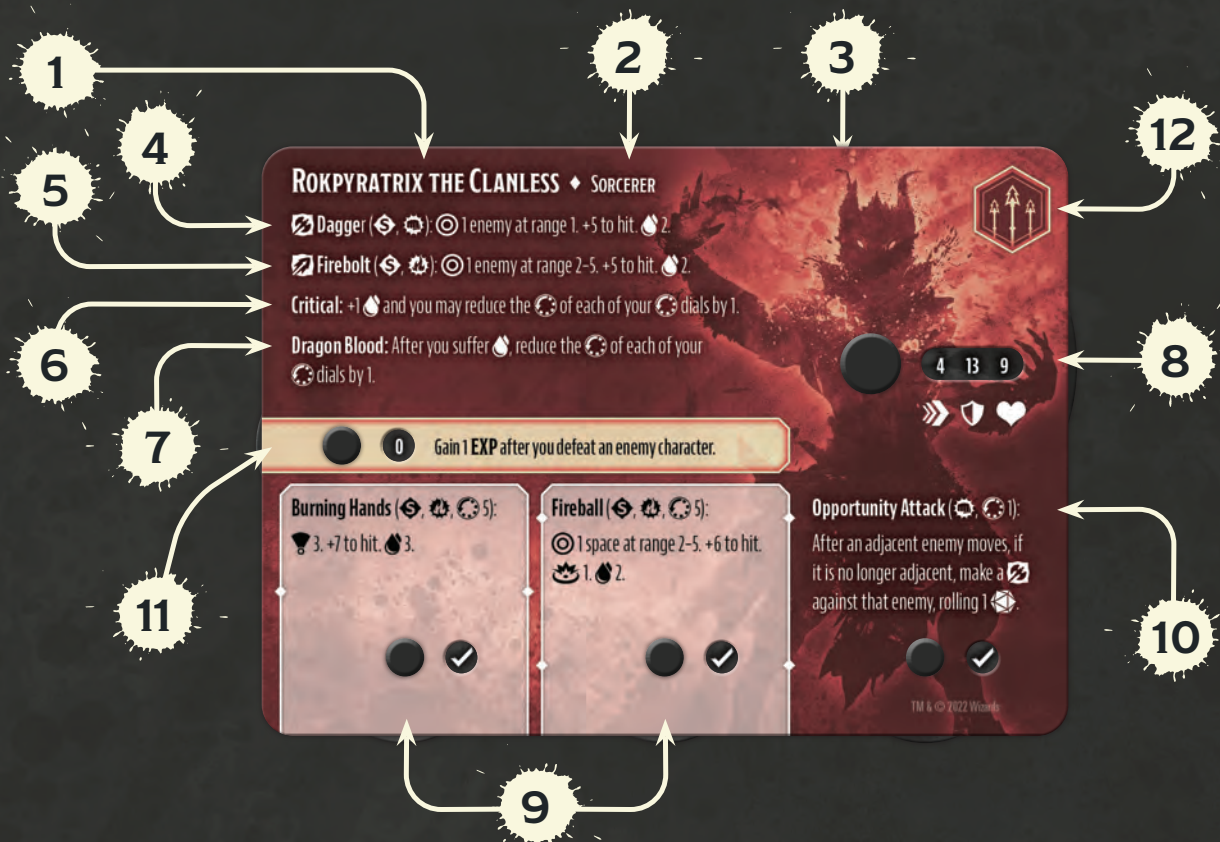 1
2
3
12
4
5
6
7
8
11
10
9
ROKPYRATRIX THE CLANLESS ♦ SORCERER
Dagger (S, ): 1 enemy at range 1. +5 to hit. 2.
Firebolt (S, ): 1 enemy at range 2-5. +5 to hit. 2.
Critical: +1 and you may reduce the of each of your dials by 1.
Dragon Blood: After you suffer , reduce the of each of your
dials by 1.
4 13 9
0 Gain 1 EXP after you defeat an enemy character.
Burning Hands (S, , 5):
3. +7 to hit. 3.
Fireball (S, , 5):
1 space at range 2-5. +6 to hit.
1. 2.
Opportunity Attack ( , 1):
After an adjacent enemy moves, if
it is no longer adjacent, make a
against that enemy, rolling 1 .
TM & © 2022 Wizards